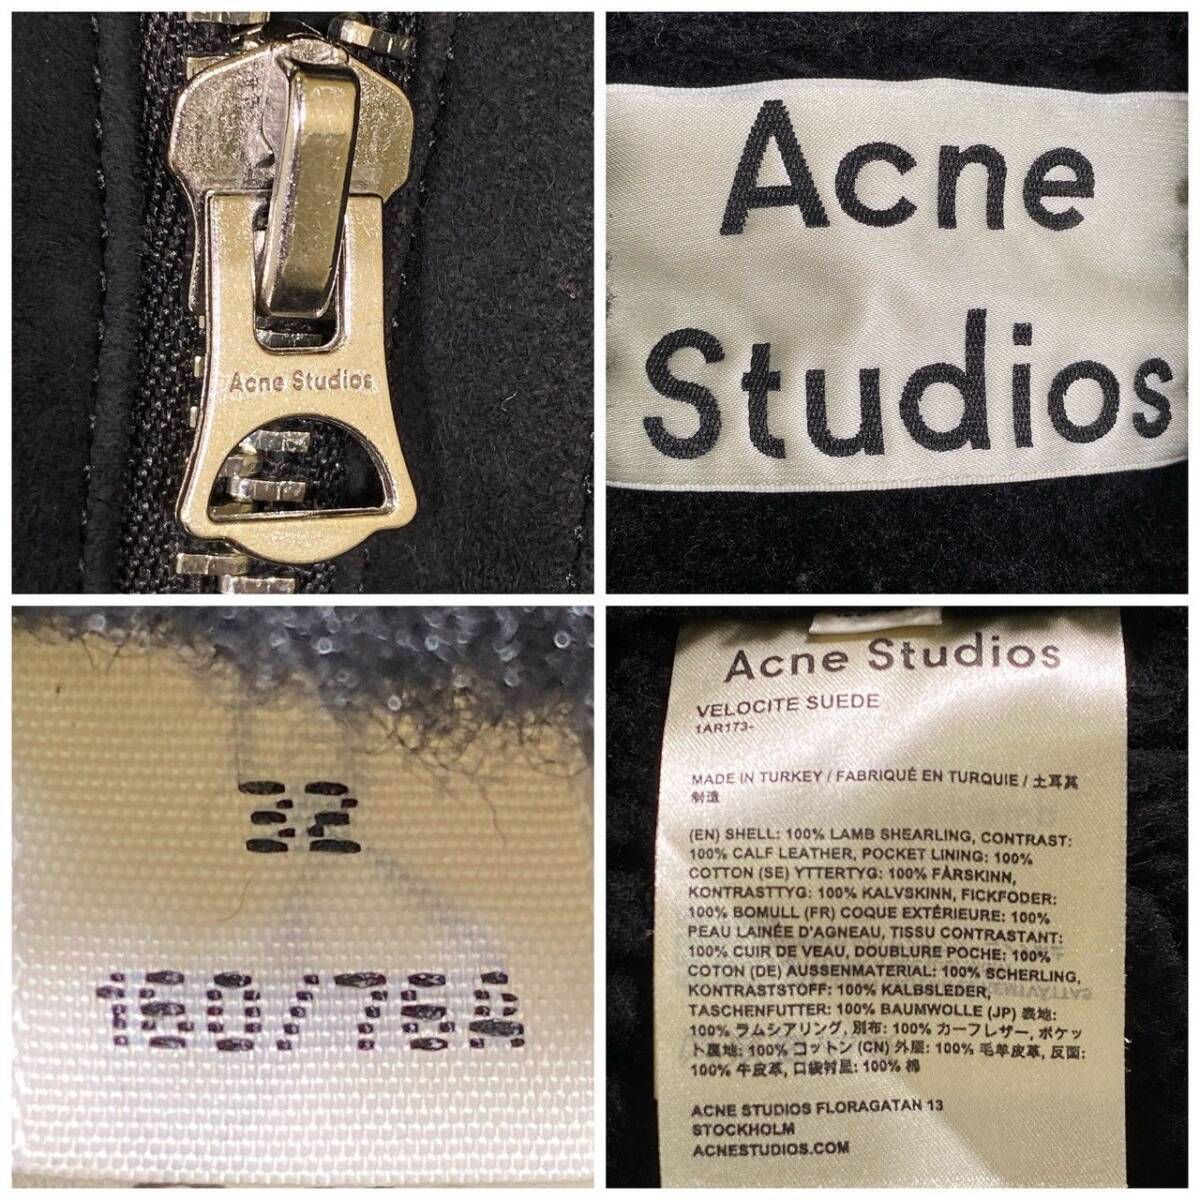 Acne Studios
Acne
Studios
32
160/76A
Acne Studios
VELOCITE SUEDE
1AR173-
MADE IN TURKEY / FABRIQUÉ EN TURQUIE / 土耳其
制造
(EN) SHELL: 100% LAMB SHEARLING, CONTRAST:
100% CALF LEATHER, POCKET LINING: 100%
COTTON (SE) YTTERTYG: 100% FÅRSKINN,
KONTRASTTYG: 100% KALVSKINN, FICKFODER:
100% BOMULL (FR) COQUE EXTÉRIEURE: 100%
PEAU LAINÉE D'AGNEAU, TISSU CONTRASTANT:
100% CUIR DE VEAU, DOUBLURE POCHE: 100%
COTON (DE) AUSSENMATERIAL: 100% SCHERLING,
KONTRASTSTOFF: 100% KALBSLEDER,
TASCHENFUTTER: 100% BAUMWOLLE (JP) 表地:
100% ラムシアリング, 別布: 100% カーフレザー, ポケッ
ト裏地: 100% コットン (CN) 外层: 100% 毛羊皮革, 反面:
100% 牛皮革, 口袋衬里: 100% 棉
ACNE STUDIOS FLORAGATAN 13
STOCKHOLM
ACNESTUDIOS.COM